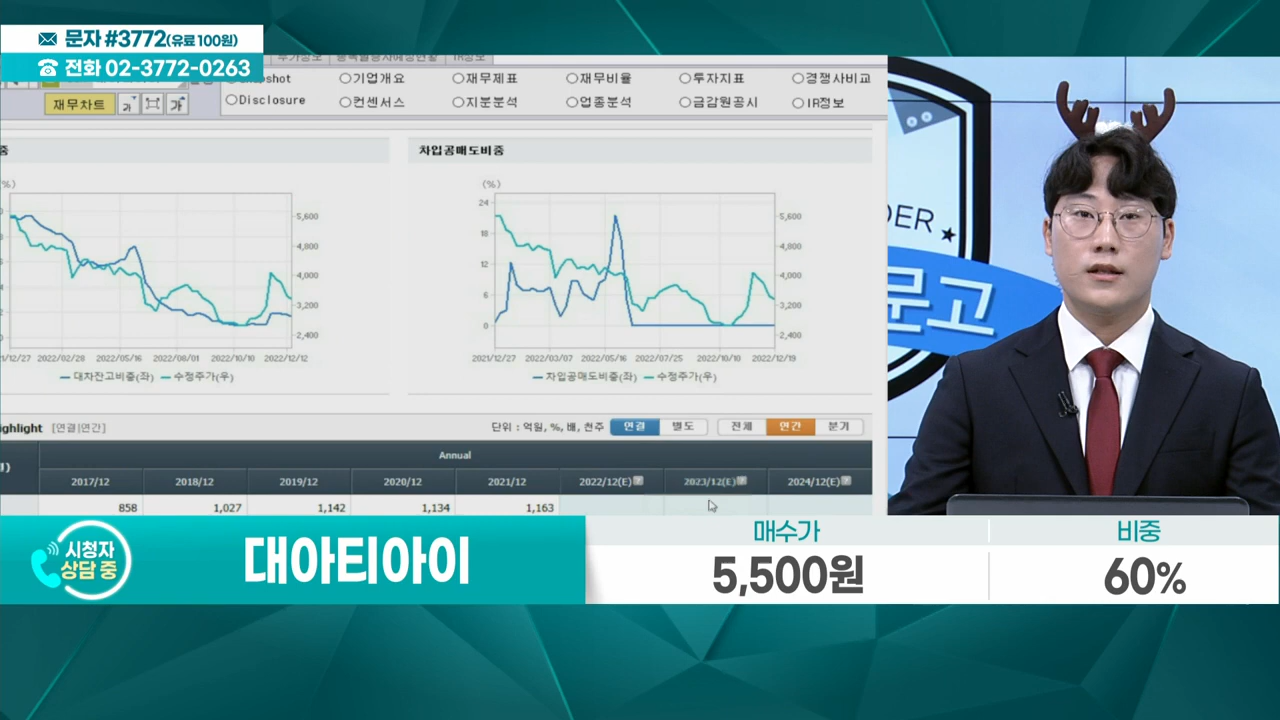 문자 #3772(유료 100원)
전화 02-3772-0263
기업개요 재무제표 재무비율 투자지표 경쟁사비교
Disclosure 컨센서스 지분분석 업종분석 금감원공시 IR정보
재무차트
중 차입공매도비중
(%)
24
18
12
6
0
5,600
4,800
4,000
3,200
2,400
5,600
4,800
4,000
3,200
2,400
2022/02/28 2022/05/16 2022/08/01 2022/10/10 2022/12/12
2021/12/27 2022/03/07 2022/05/16 2022/07/25 2022/10/10 2022/12/19
대차잔고비중(좌) 수정주가(우)
차입공매도비중(좌) 수정주가(우)
[연결|연간] 단위 : 억원, %, 배, 천주 연결 별도 전체 연간 분기
Annual
2017/12 2018/12 2019/12 2020/12 2021/12 2022/12(E) 2023/12(E) 2024/12(E)
858 1,027 1,142 1,134 1,163
DER
문고
시청자
상담 중
대아티아이
매수가 비중
5,500원 60%